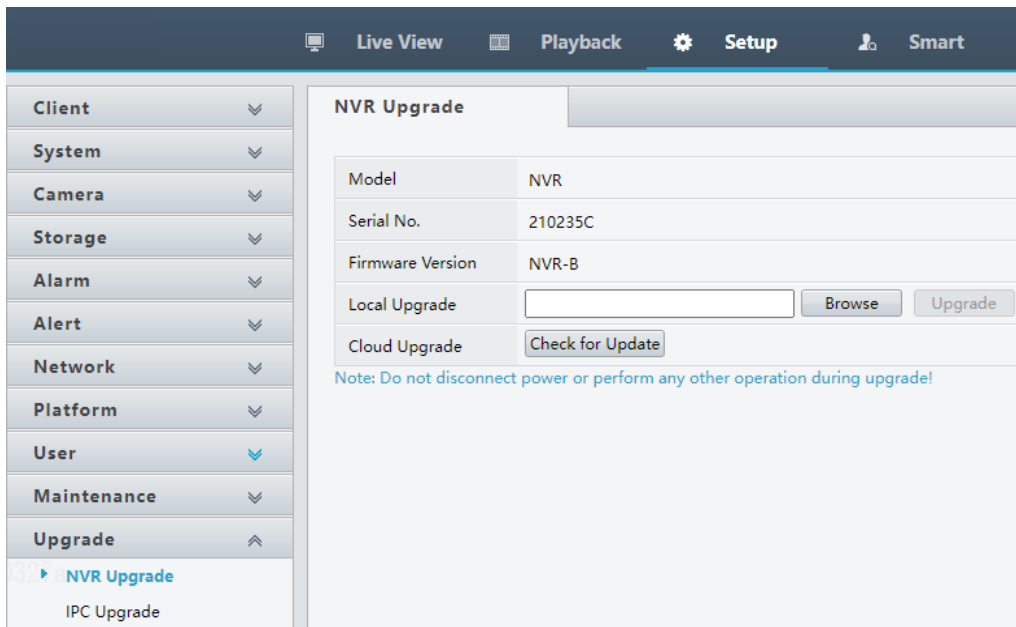 Live View Playback Setup Smart
Client
System
Camera
Storage
Alarm
Alert
Network
Platform
User
Maintenance
Upgrade
NVR Upgrade
IPC Upgrade
NVR Upgrade
Model NVR
Serial No. 210235C
Firmware Version NVR-B
Local Upgrade Browse Upgrade
Cloud Upgrade Check for Update
Note: Do not disconnect power or perform any other operation during upgrade!